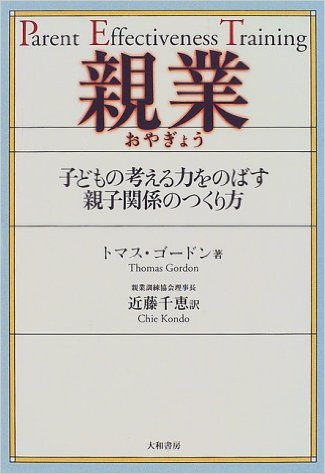 Parent Effectiveness Training
親業
おやぎょう
子どもの考える力をのばす
親子関係のつくり方
トマス・ゴードン著
Thomas Gordon
親業訓練協会理事長
近藤千恵訳
Chie Kondo
大和書房